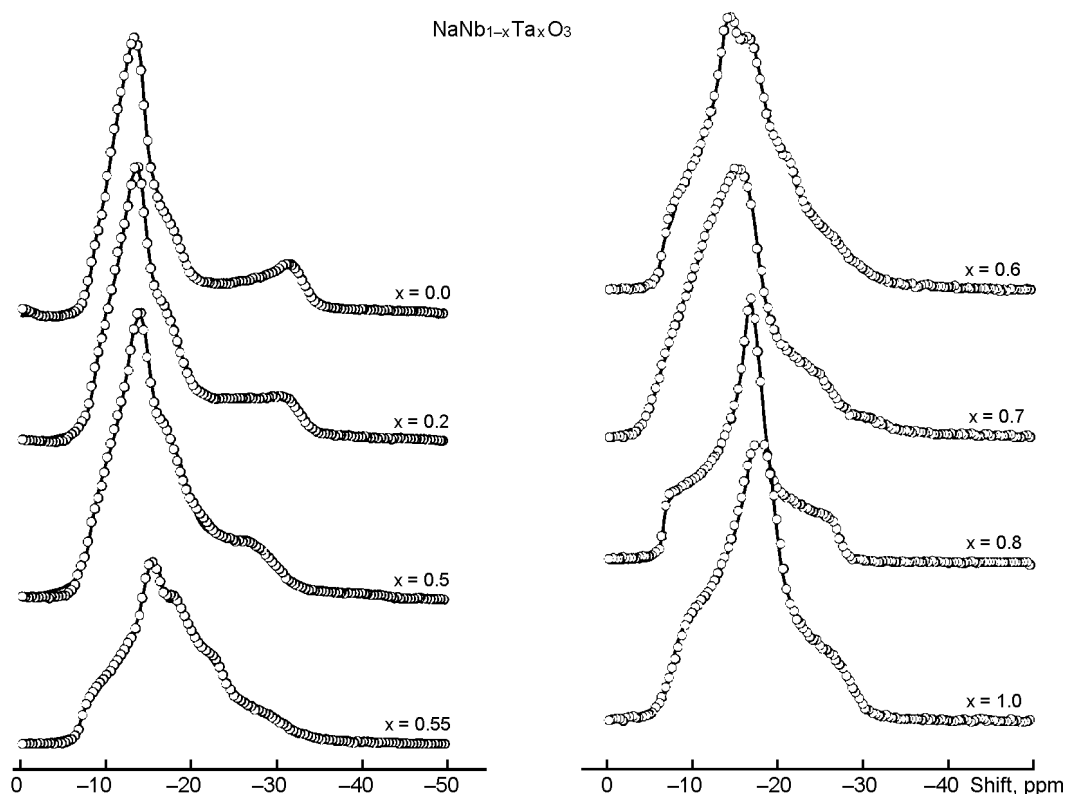 NaNb1–xTaxO3
x = 0.0
x = 0.2
x = 0.5
x = 0.55
0 –10 –20 –30 –40 –50
x = 0.6
x = 0.7
x = 0.8
x = 1.0
0 –10 –20 –30 –40 Shift, ppm